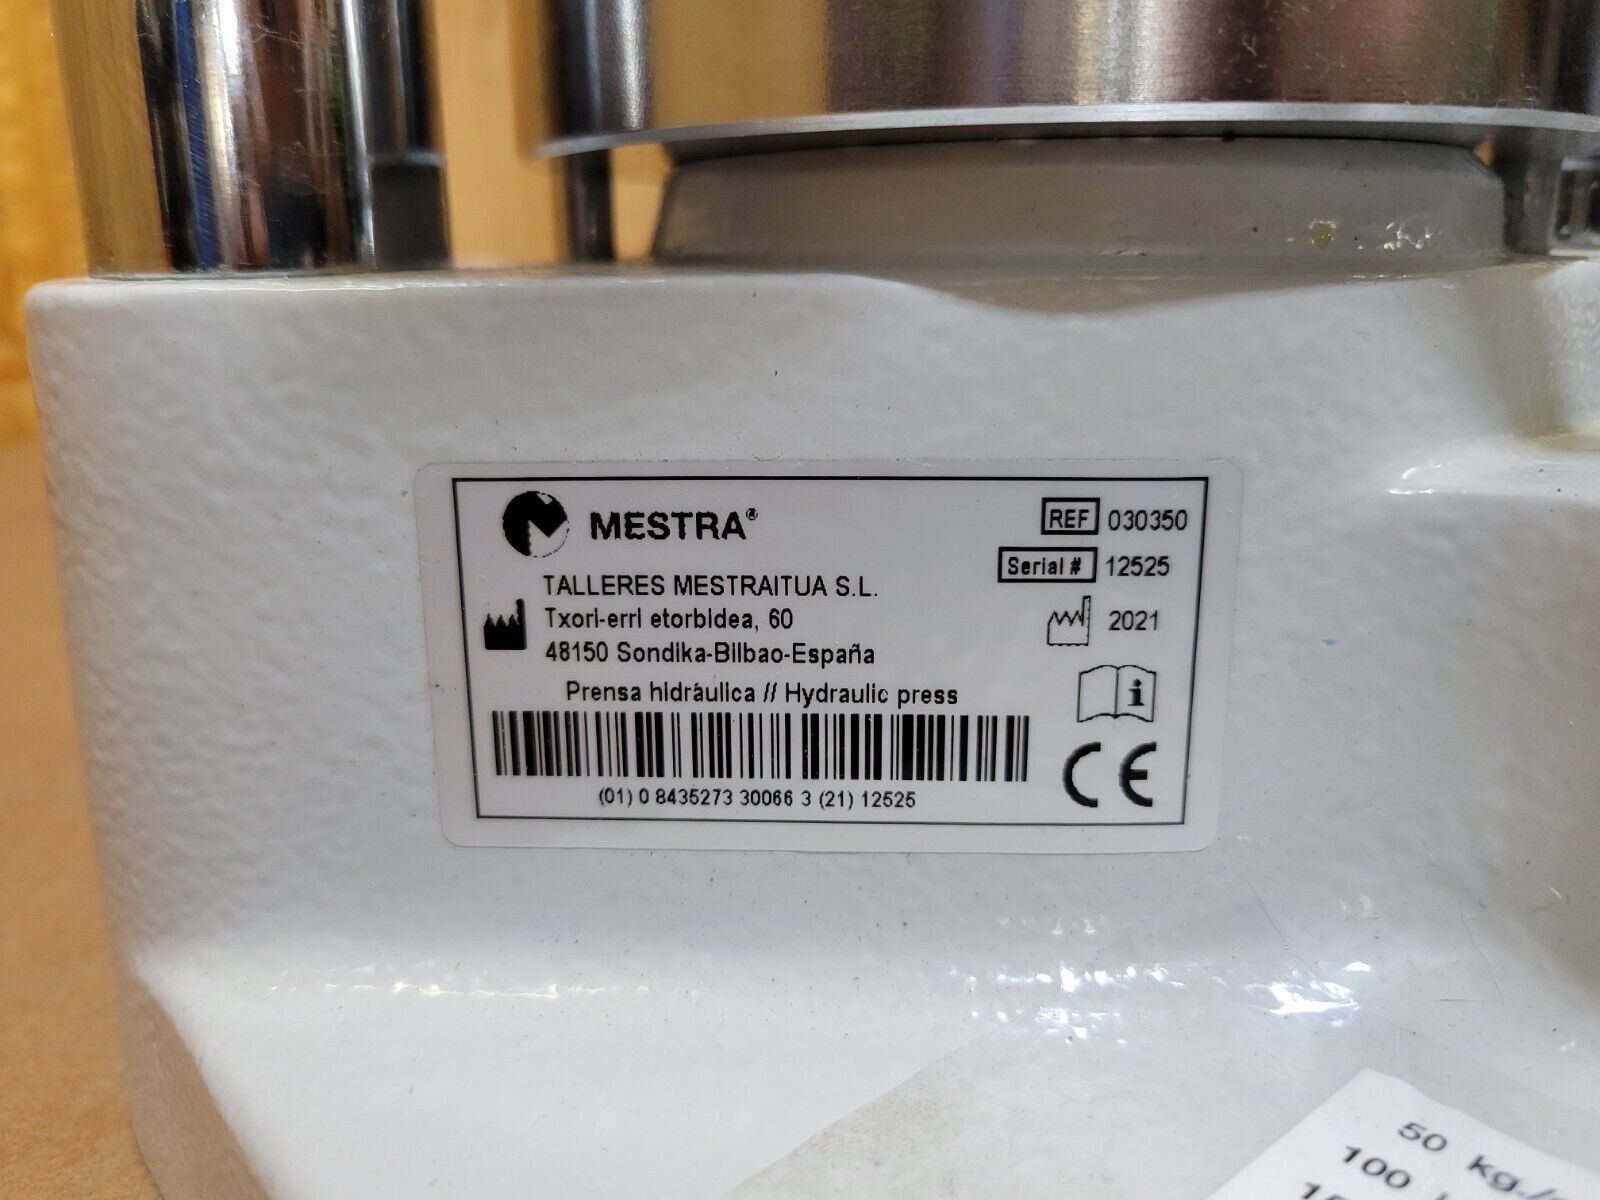 MESTRA®
REF 030350
Serial # 12525
TALLERES MESTRAITUA S.L.
Txori-erri etorbidea, 60
2021
48150 Sondika-Bilbao-España
Prensa hidráulica // Hydraulic press
i
CE
(01) 0 8435273 30066 3 (21) 12525
50 kg/
100